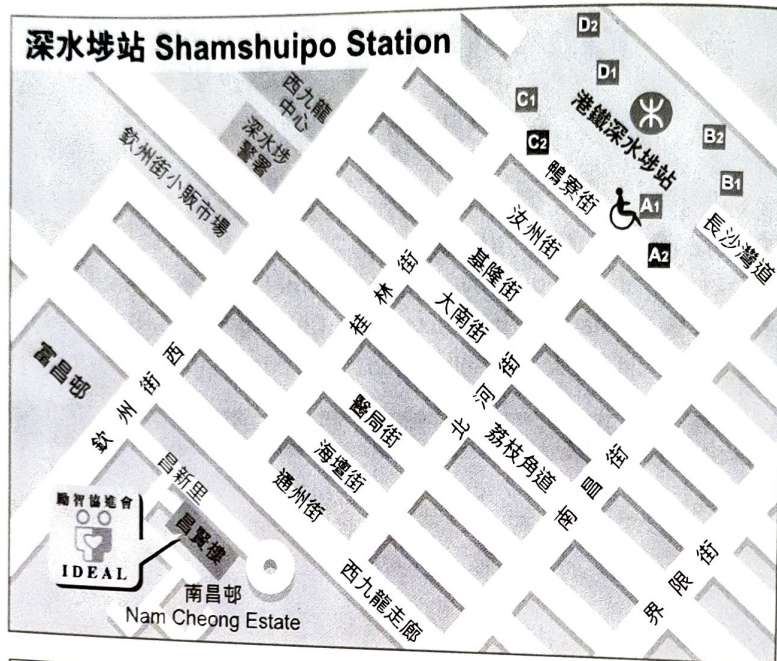 深水埗站 Shamshuipo Station
D2
D1
C1
C2
港鐵深水埗站
B2
B1
A1
A2
西九龍
中心
深水埗
警署
欽州街小販市場
鴨寮街
汝州街
基隆街
大南街
長沙灣道
桂林街
北河街
荔枝角道
南昌街
界限街
富昌邨
欽州街西
醫局街
海壇街
通州街
西九龍走廊
昌新里
昌賢樓
勵智協進會
IDEAL
南昌邨
Nam Cheong Estate